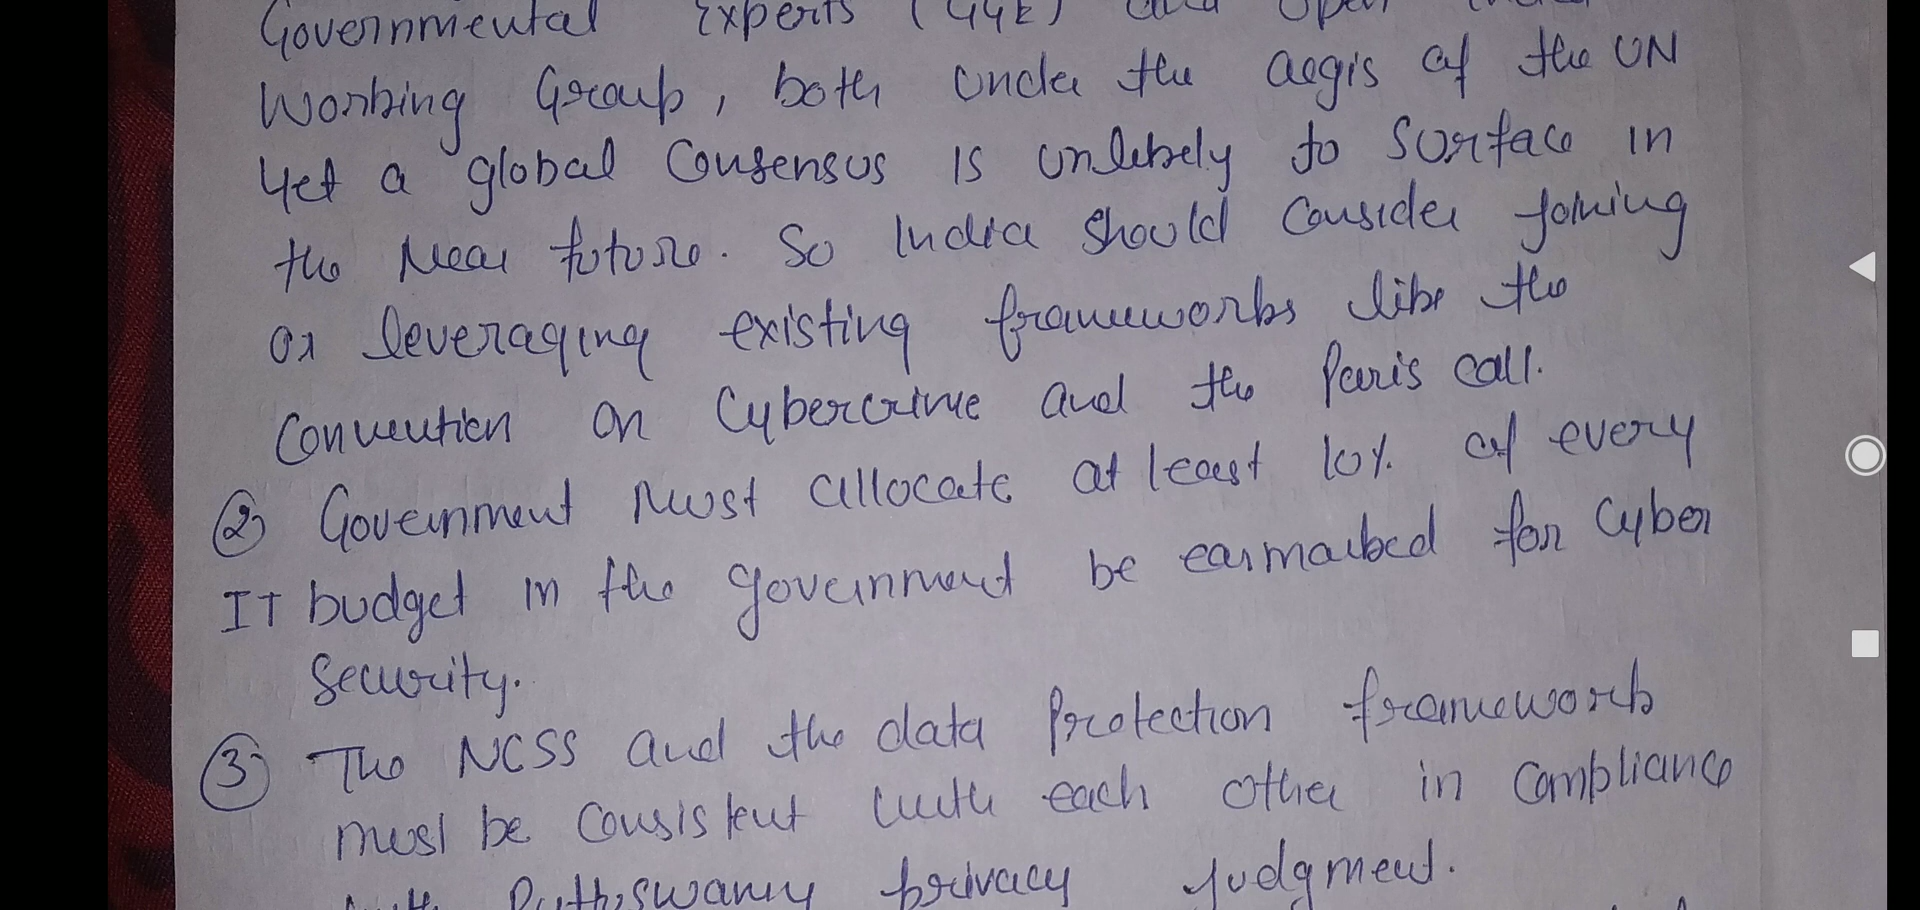 Governmental Experts (GGE) and Open
Working Group, both under the aegis of the UN
Yet a global Consensus is unlikely to Surface in
the Near future. So India should Consider joining
or leveraging existing frameworks like the
Convention on Cybercrime and the Paris call.
② Government Must allocate at least 10% of every
IT budget in the government be earmarked for Cyber
Security.
③ The NCSS and the data Protection framework
must be Consistent with each other in Compliance
with Puttuswamy privacy judgment.